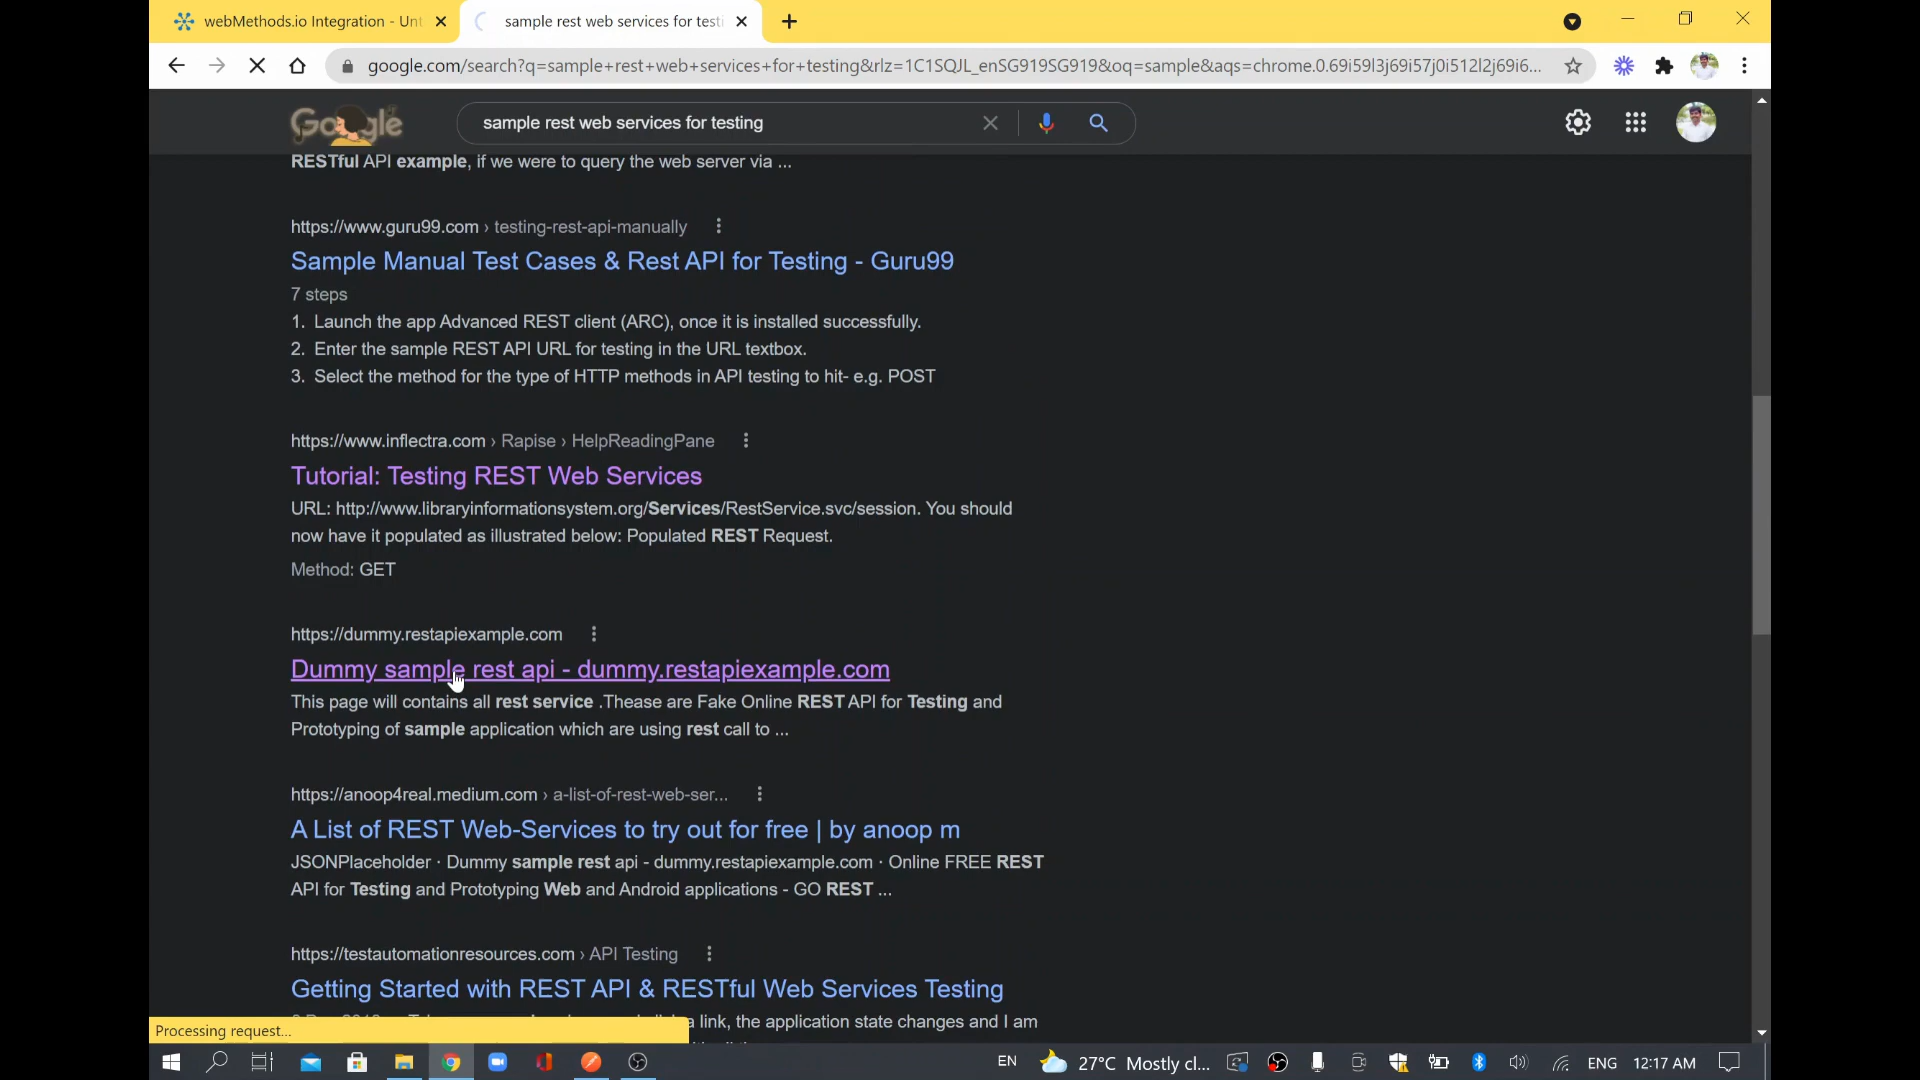 webMethods.io Integration - Unt
sample rest web services for testi
google.com/search?q=sample+rest+web+services+for+testing&rlz=1C1SQJL_enSG919SG919&oq=sample&aqs=chrome.0.69i59l3j69i57j0i512l2j69i6...
Google
sample rest web services for testing
RESTful API example, if we were to query the web server via ...
https://www.guru99.com › testing-rest-api-manually
Sample Manual Test Cases & Rest API for Testing - Guru99
7 steps
1. Launch the app Advanced REST client (ARC), once it is installed successfully.
2. Enter the sample REST API URL for testing in the URL textbox.
3. Select the method for the type of HTTP methods in API testing to hit- e.g. POST
https://www.inflectra.com › Rapise › HelpReadingPane
Tutorial: Testing REST Web Services
URL: http://www.libraryinformationsystem.org/Services/RestService.svc/session. You should
now have it populated as illustrated below: Populated REST Request.
Method: GET
https://dummy.restapiexample.com
Dummy sample rest api - dummy.restapiexample.com
This page will contains all rest service .Thease are Fake Online REST API for Testing and
Prototyping of sample application which are using rest call to ...
https://anoop4real.medium.com › a-list-of-rest-web-ser...
A List of REST Web-Services to try out for free | by anoop m
JSONPlaceholder · Dummy sample rest api - dummy.restapiexample.com · Online FREE REST
API for Testing and Prototyping Web and Android applications - GO REST ...
https://testautomationresources.com › API Testing
Getting Started with REST API & RESTful Web Services Testing
link, the application state changes and I am
Processing request...
EN
27°C Mostly cl...
ENG
12:17 AM